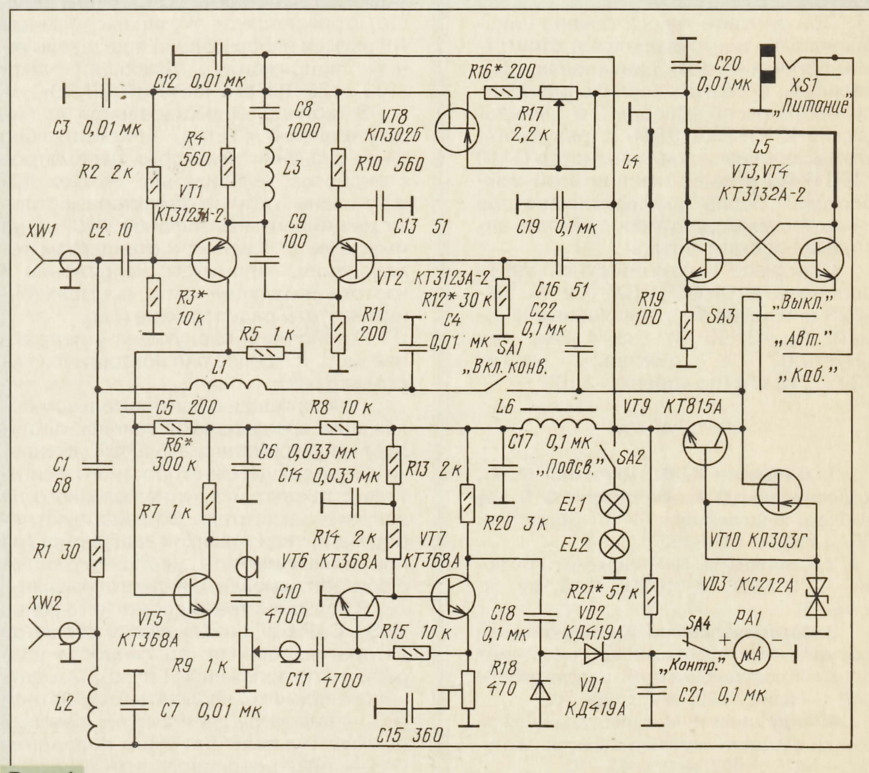 C12 0,01 мк
C3 0,01 мк
R2 2 к
R4
560
VT1
КТ3123А-2
C8
1000
L3
VT8
КП302Б
R10 560
R16* 200
R17
2,2 к
C20
0,01 мк
XS1
„Питание"
L4
L5
VT3,VT4
КТ3132А-2
XW1
C2 10
C9
100
C13 51
C19 0,1 мк
R3*
10 к
VT2
КТ3123А-2
R12* 30 к
C16 51
R11
200
C4
0,01 мк
C22
0,1 мк
R19
100
SA3
„Выкл."
„Авт."
„Каб."
R5 1 к
L1
SA1
„Вкл. конв."
C5 200
R8 10 к
L6
VT9 КТ815А
C1
68
R6*
300 к
C6 0,033 мк
C14 0,033 мк
R13 2 к
C17 0,1 мк
„Подсв."
SA2
EL1
EL2
R7 1 к
R14 2 к
R20 3 к
VT10 КП303Г
R1 30
VT6
КТ368А
VT7
КТ368А
R21* 51 к
VD3 КС212А
XW2
VT5
КТ368А
C10
4700
R15 10 к
C18
0,1 мк
VD2
КД419А
SA4
PA1
+ −
μA
„Контр."
R9 1 к
C11 4700
R18
470
VD1
КД419А
C21 0,1 мк
L2
C7 0,01 мк
C15 360